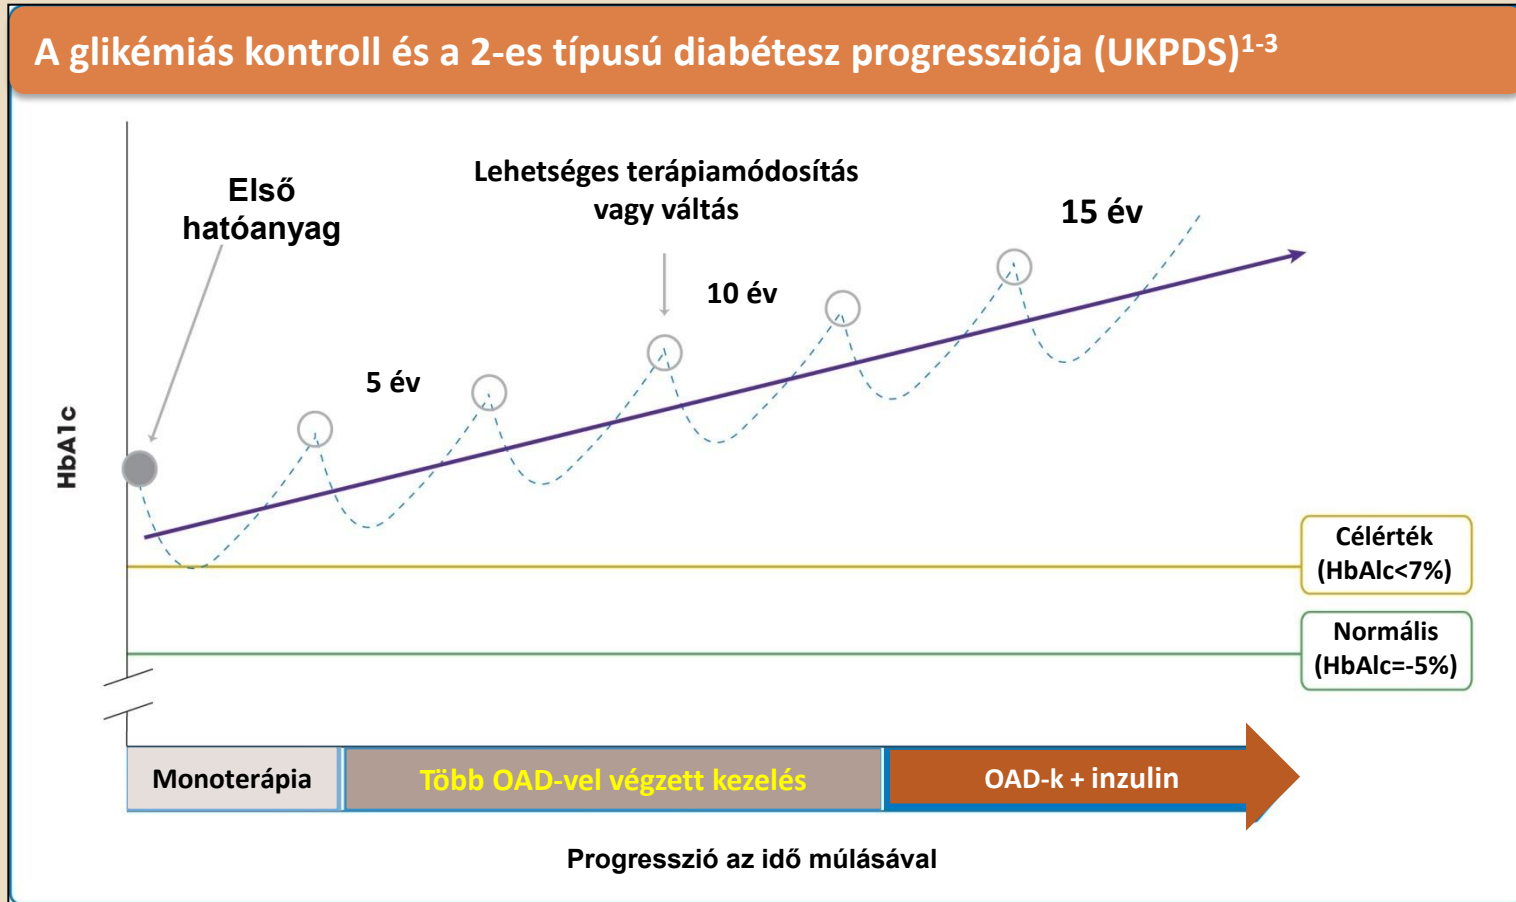 A glikémiás kontroll és a 2-es típusú diabétesz progressziója (UKPDS)1-3
Első
hatóanyag
Lehetséges terápiamódosítás
vagy váltás
5 év
10 év
15 év
HbA1c
Célérték
(HbAlc<7%)
Normális
(HbAlc=-5%)
Monoterápia
Több OAD-vel végzett kezelés
OAD-k + inzulin
Progresszió az idő múlásával